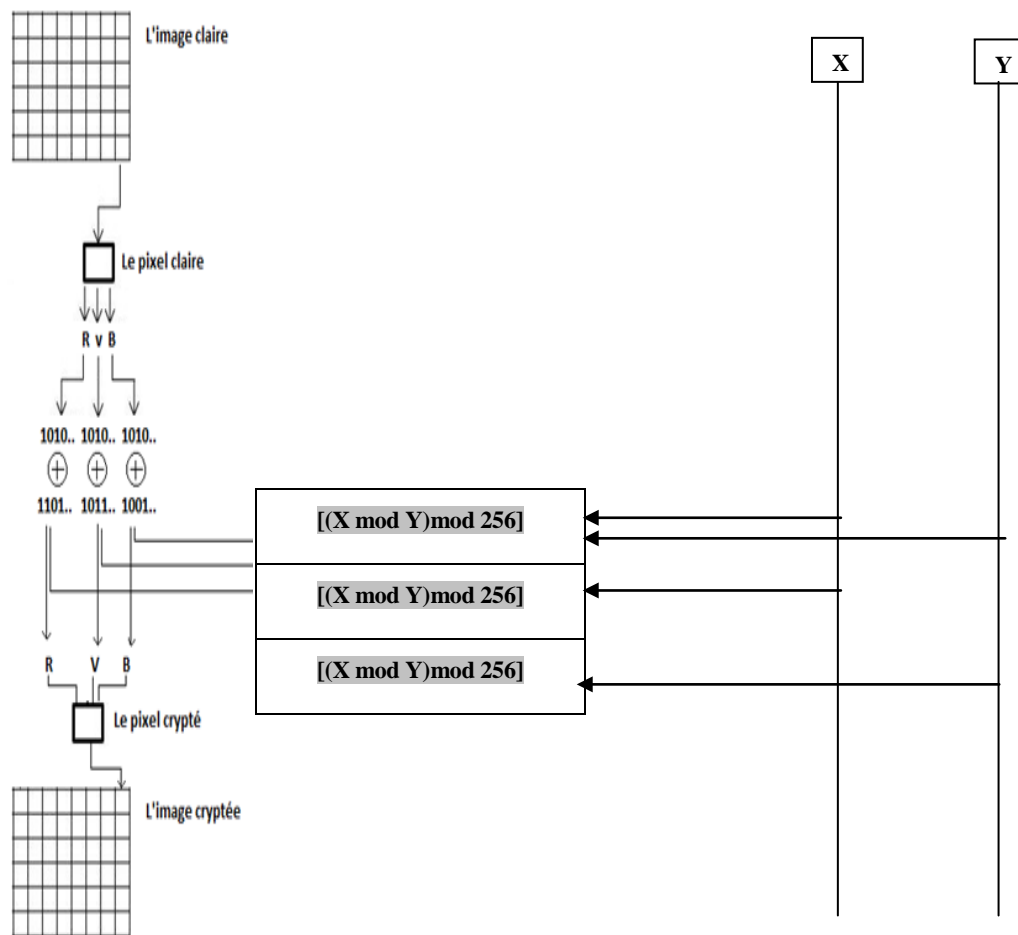 L'image claire
X
Y
Le pixel claire
R v B
1010.. 1010.. 1010..
1101.. 1011.. 1001..
[(X mod Y)mod 256]
[(X mod Y)mod 256]
[(X mod Y)mod 256]
R V B
Le pixel crypté
L'image cryptée